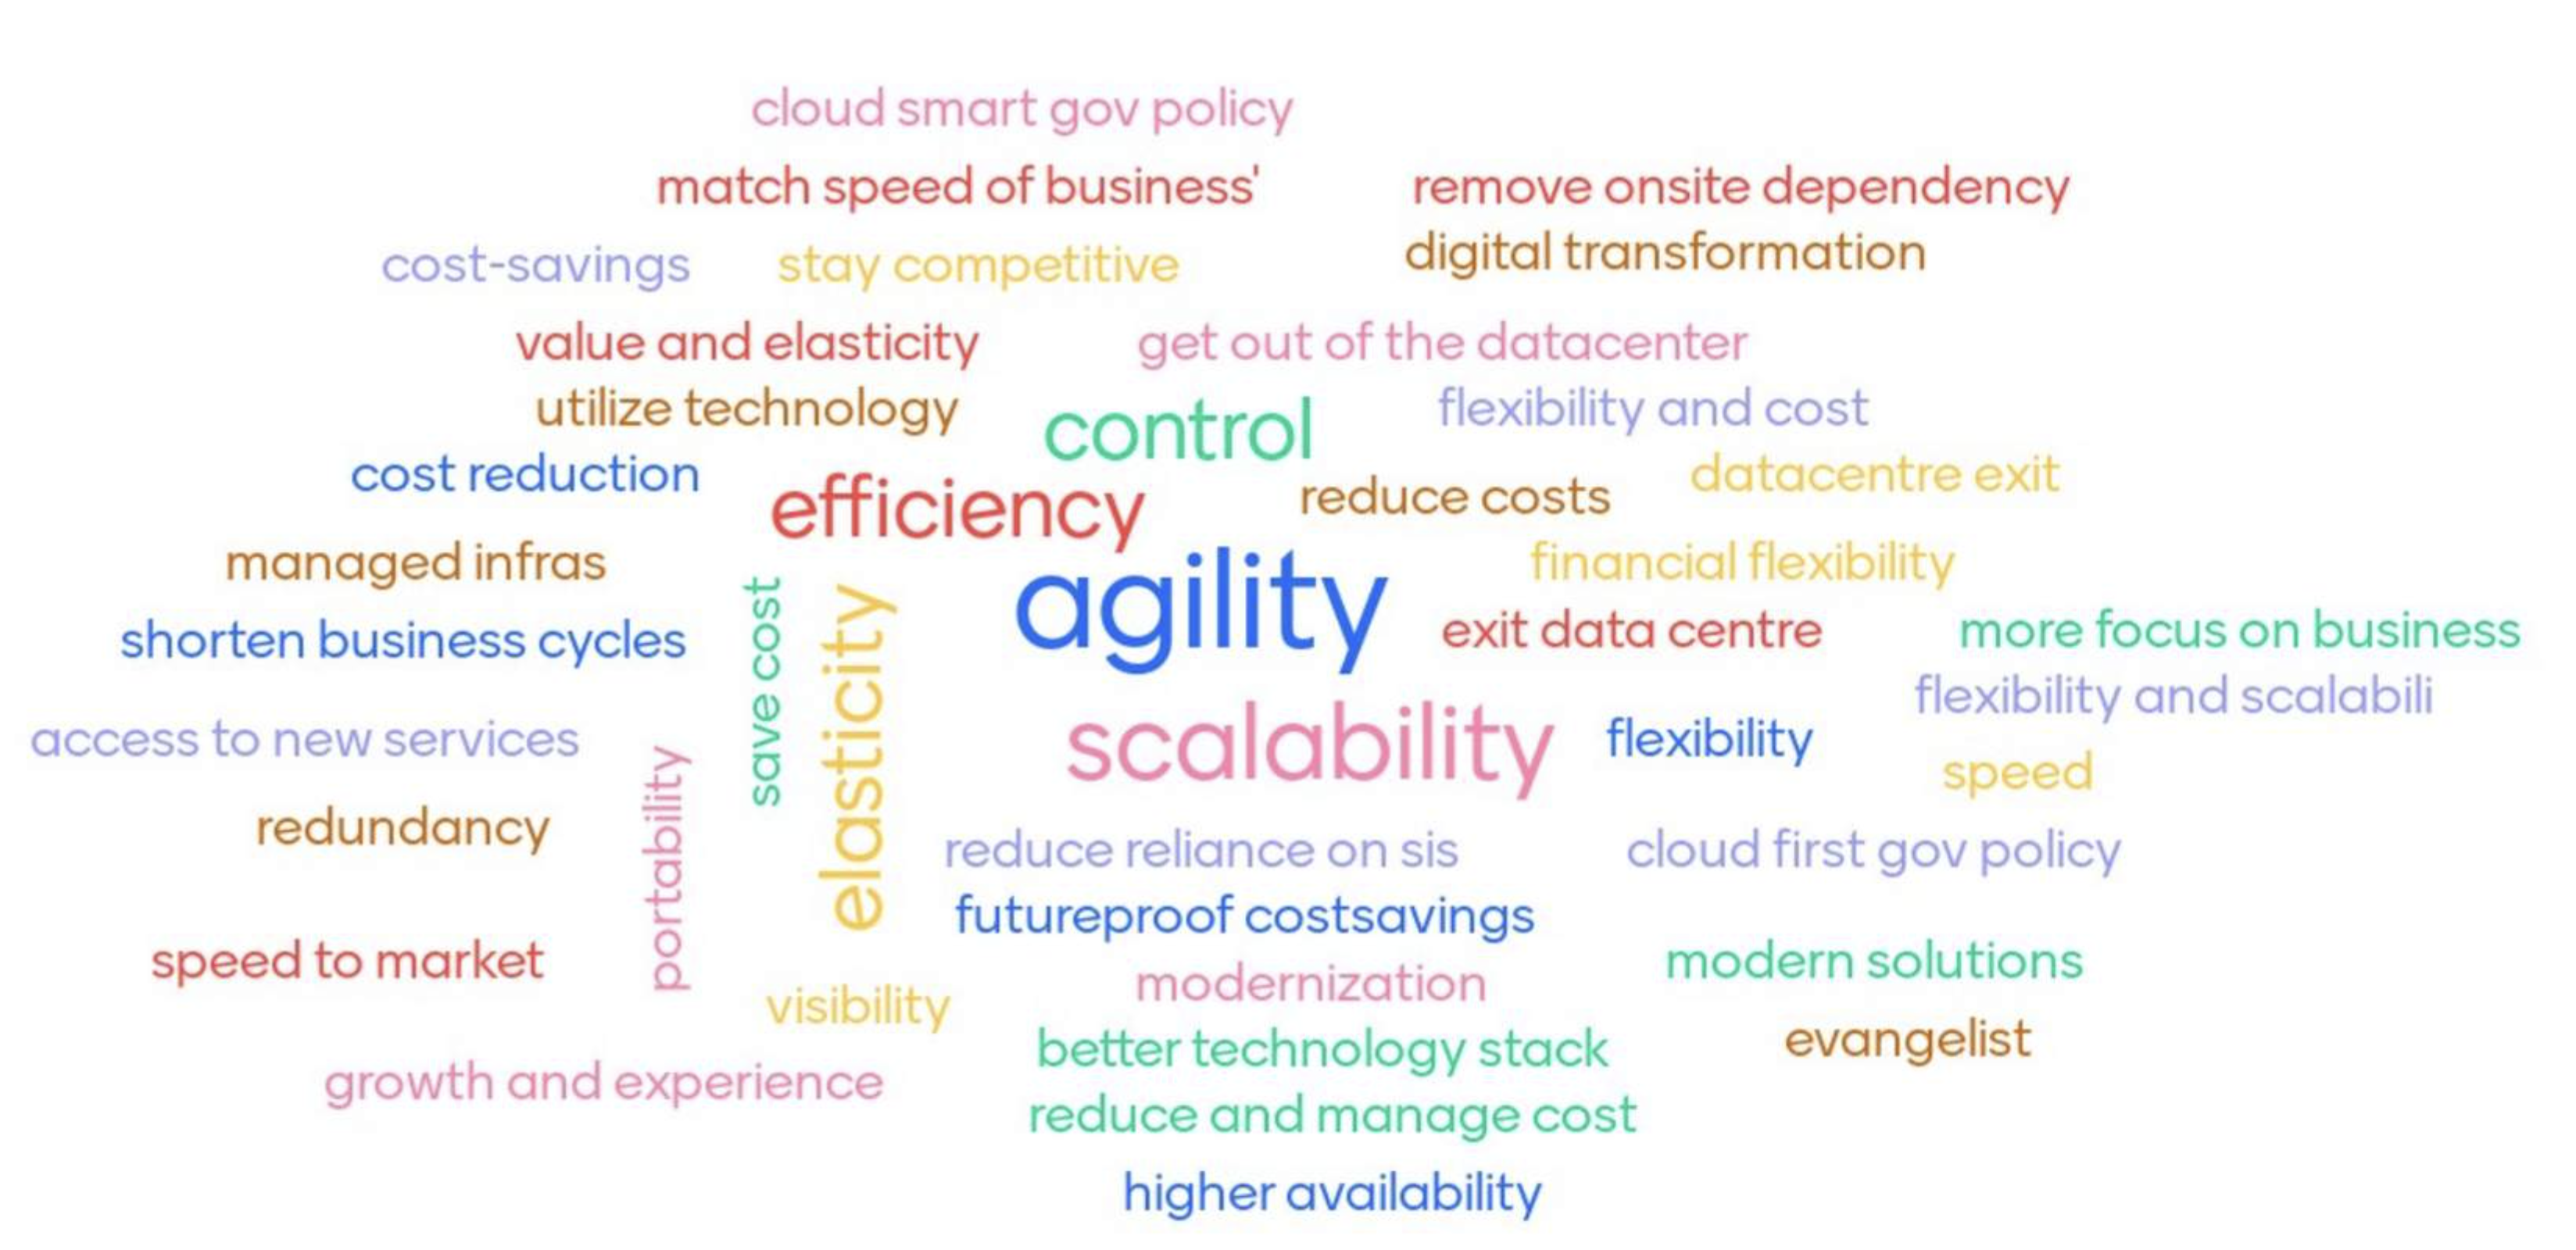 cloud smart gov policy
match speed of business'
remove onsite dependency
cost-savings
stay competitive
digital transformation
value and elasticity
get out of the datacenter
utilize technology
control
flexibility and cost
cost reduction
efficiency
reduce costs
datacentre exit
managed infras
agility
financial flexibility
shorten business cycles
save cost
elasticity
exit data centre
more focus on business
access to new services
portability
scalability
flexibility
flexibility and scalabili
speed
redundancy
reduce reliance on sis
cloud first gov policy
futureproof costsavings
speed to market
visibility
modernization
modern solutions
better technology stack
evangelist
growth and experience
reduce and manage cost
higher availability